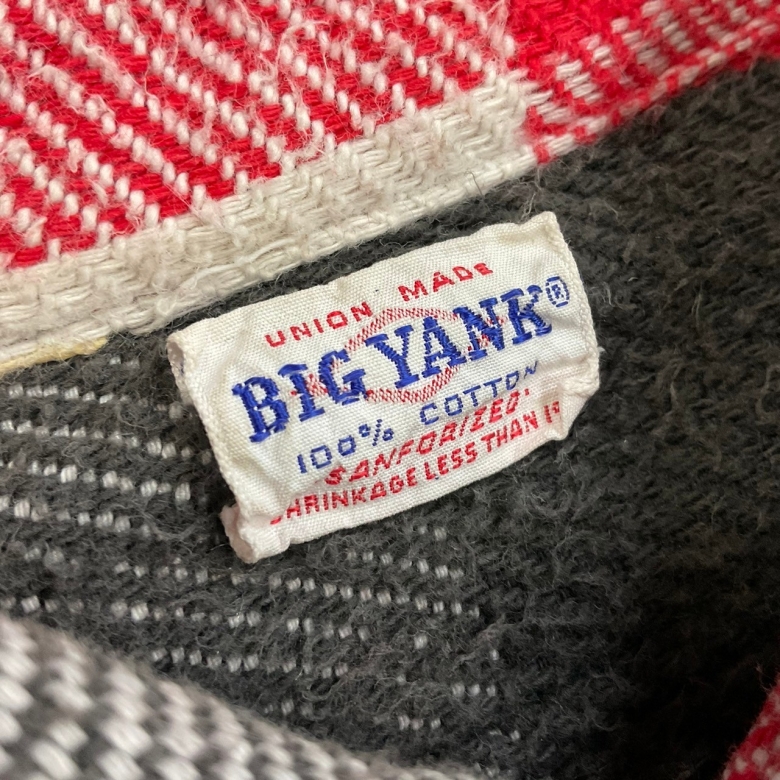 UNION MADE
BIG YANK®
100% COTTON
SANFORIZED.
SHRINKAGE LESS THAN 1%